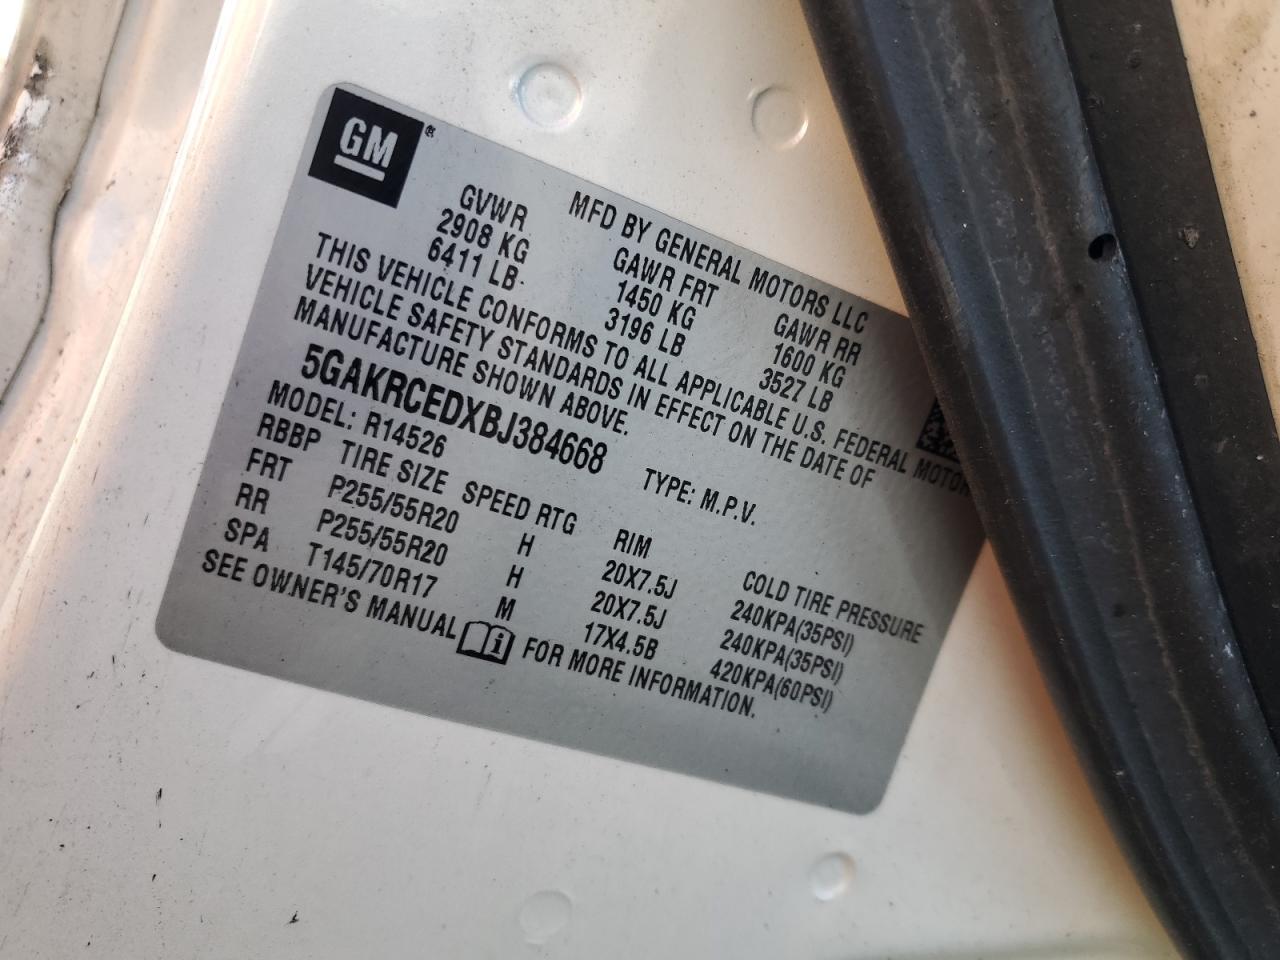 GM®
MFD BY GENERAL MOTORS LLC
GVWR GAWR FRT GAWR RR
2908 KG 1450 KG 1600 KG
6411 LB 3196 LB 3527 LB
THIS VEHICLE CONFORMS TO ALL APPLICABLE U.S. FEDERAL MOTOR
VEHICLE SAFETY STANDARDS IN EFFECT ON THE DATE OF
MANUFACTURE SHOWN ABOVE.
5GAKRCEDXBJ384668 TYPE: M.P.V.
MODEL: R14526
RBBP TIRE SIZE SPEED RTG RIM COLD TIRE PRESSURE
FRT P255/55R20 H 20X7.5J 240KPA(35PSI)
RR P255/55R20 H 20X7.5J 240KPA(35PSI)
SPA T145/70R17 M 17X4.5B 420KPA(60PSI)
SEE OWNER'S MANUAL FOR MORE INFORMATION.